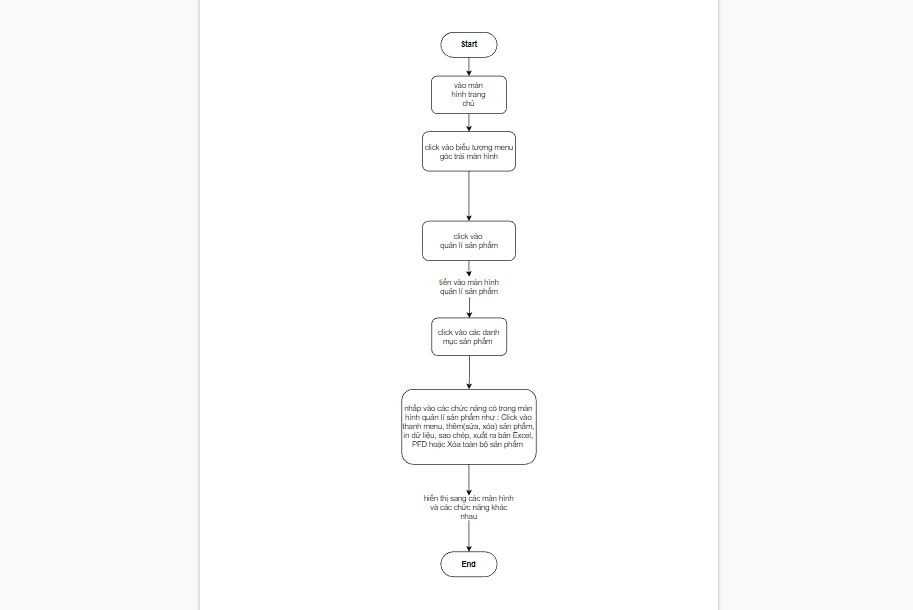 Start
vào màn
hình trang
chủ
click vào biểu tượng menu
góc trái màn hình
click vào
quản lí sản phẩm
tiến vào màn hình
quản lí sản phẩm
click vào các danh
mục sản phẩm
nhấp vào các chức năng có trong màn
hình quản lí sản phẩm như : Click vào
thanh menu, thêm(sửa, xóa) sản phẩm,
in dữ liệu, sao chép, xuất ra bản Excel,
PFD hoặc Xóa toàn bộ sản phẩm
hiển thị sang các màn hình
và các chức năng khác
nhau
End